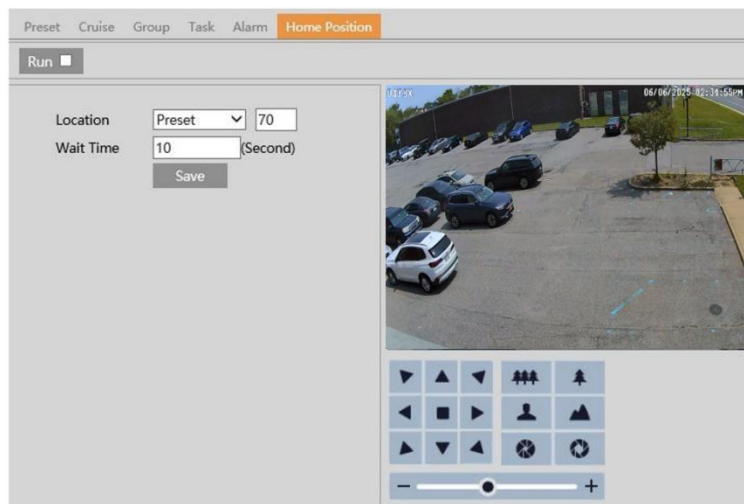 Preset Cruise Group Task Alarm Home Position
Run
06/06/2025 02:31:55PM
Location Preset 70
Wait Time 10 (Second)
Save